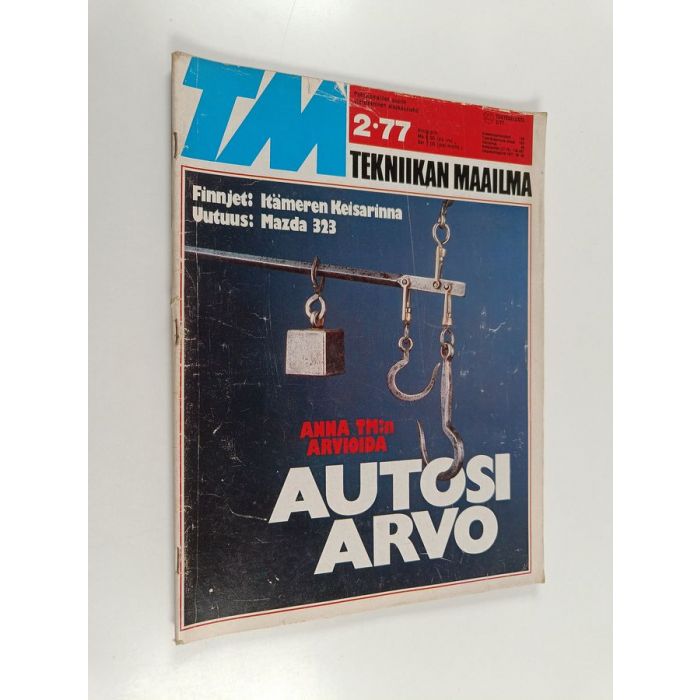 TM
2·77
TEKNIIKAN MAAILMA
Finnjet: Itämeren Keisarinna
Uutuus: Mazda 323
ANNA TM:n
ARVIOIDA
AUTOSI
ARVO